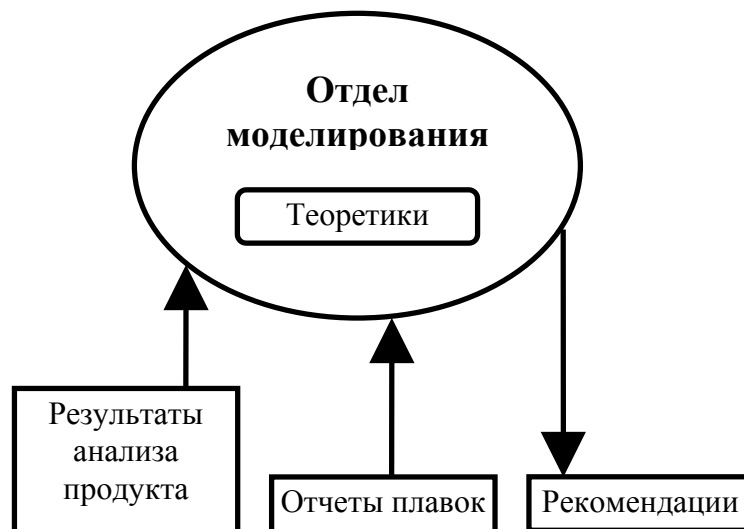 Отдел
моделирования
Теоретики
Результаты
анализа
продукта
Отчеты плавок
Рекомендации